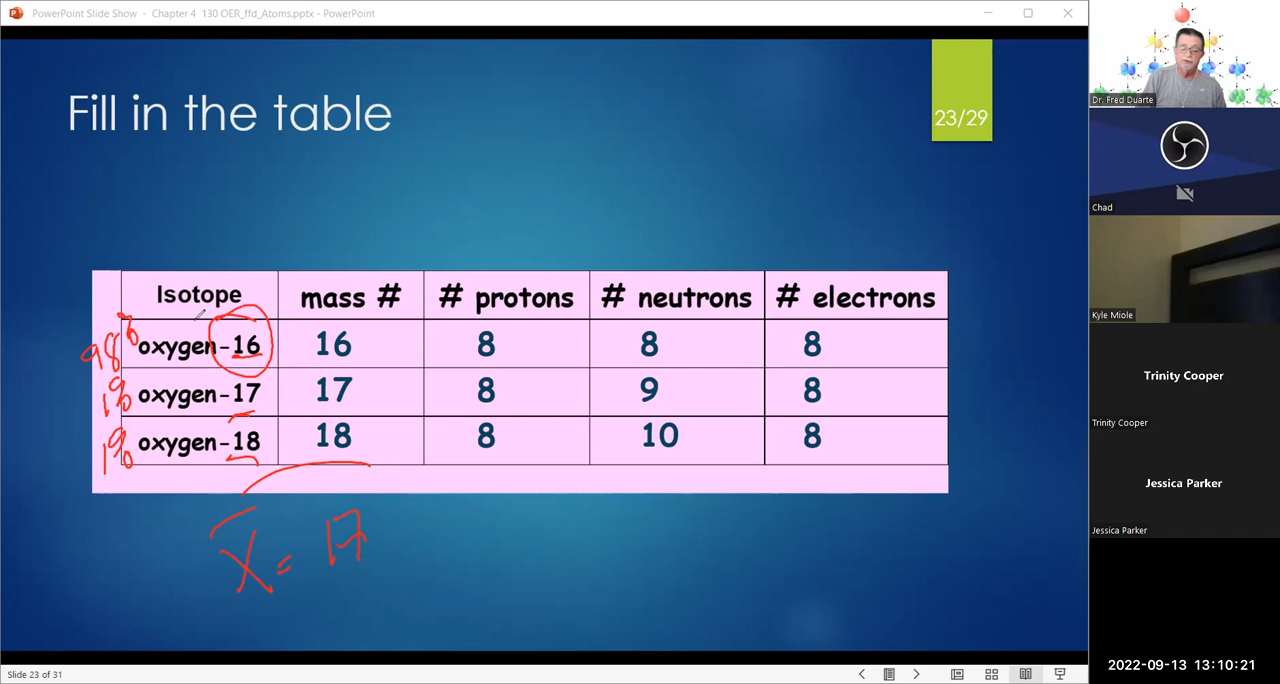 PowerPoint Slide Show - Chapter 4 130 OER_ffd_Atoms.pptx - PowerPoint
Fill in the table
23/29
Isotope mass # # protons # neutrons # electrons
98% oxygen-16 16 8 8 8
1% oxygen-17 17 8 9 8
1% oxygen-18 18 8 10 8
X = 17
Slide 23 of 31
Dr. Fred Duarte
Chad
Kyle Miole
Trinity Cooper
Trinity Cooper
Jessica Parker
Jessica Parker
2022-09-13 13:10:21